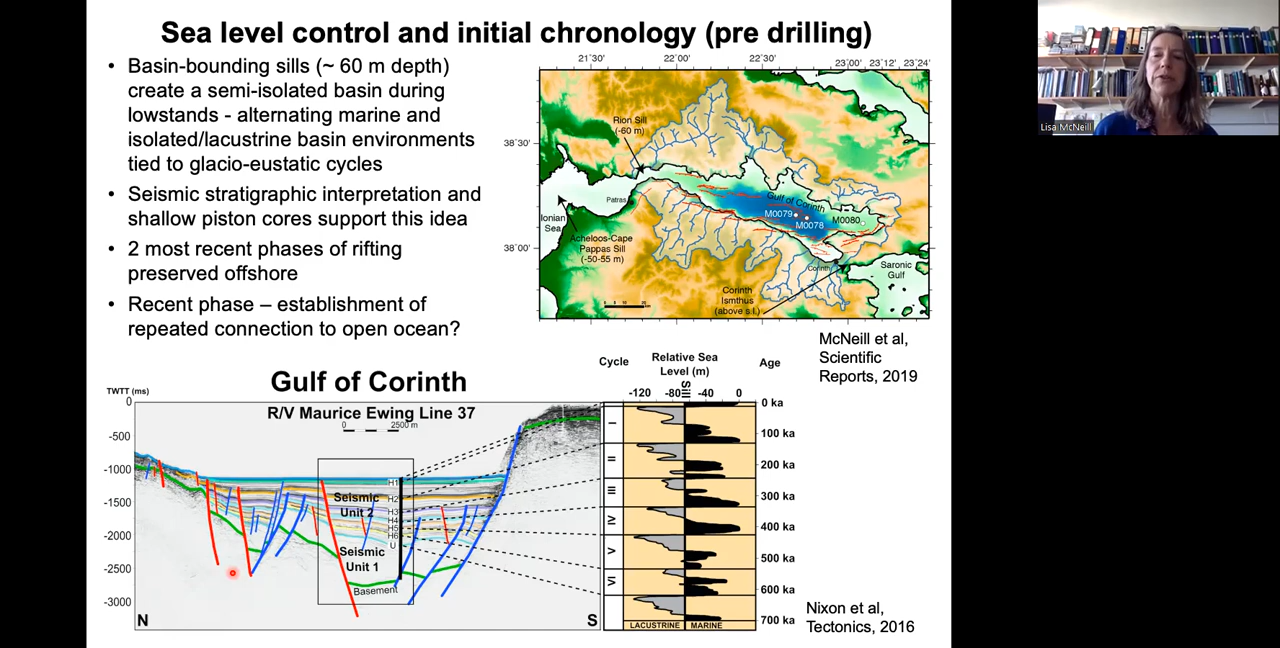 Sea level control and initial chronology (pre drilling)
• Basin-bounding sills (~ 60 m depth)
create a semi-isolated basin during
lowstands - alternating marine and
isolated/lacustrine basin environments
tied to glacio-eustatic cycles
• Seismic stratigraphic interpretation and
shallow piston cores support this idea
• 2 most recent phases of rifting
preserved offshore
• Recent phase – establishment of
repeated connection to open ocean?
21˚30' 22˚00' 22˚30' 23˚00' 23˚12' 23˚24'
38˚30'
38˚00'
Rion Sill
(-60 m)
Patras
Ionian
Sea
Acheloos-Cape
Pappas Sill
(-50-55 m)
Gulf of Corinth
M0079
M0078
M0080
Corinth
Corinth
Ismthus
(above s.l.)
Saronic
Gulf
McNeill et al,
Scientific
Reports, 2019
Lisa McNeill
Gulf of Corinth
R/V Maurice Ewing Line 37
0 2500 m
TWTT (ms)
0
-500
-1000
-1500
-2000
-2500
-3000
H1
H2
H3
H4
H5
H6
U
Seismic
Unit 2
Seismic
Unit 1
Basement
N
S
Cycle
Relative Sea
Level (m)
Age
-120 -80 Sill -40 0
I
II
III
IV
V
VI
0 ka
100 ka
200 ka
300 ka
400 ka
500 ka
600 ka
700 ka
LACUSTRINE MARINE
Nixon et al,
Tectonics, 2016